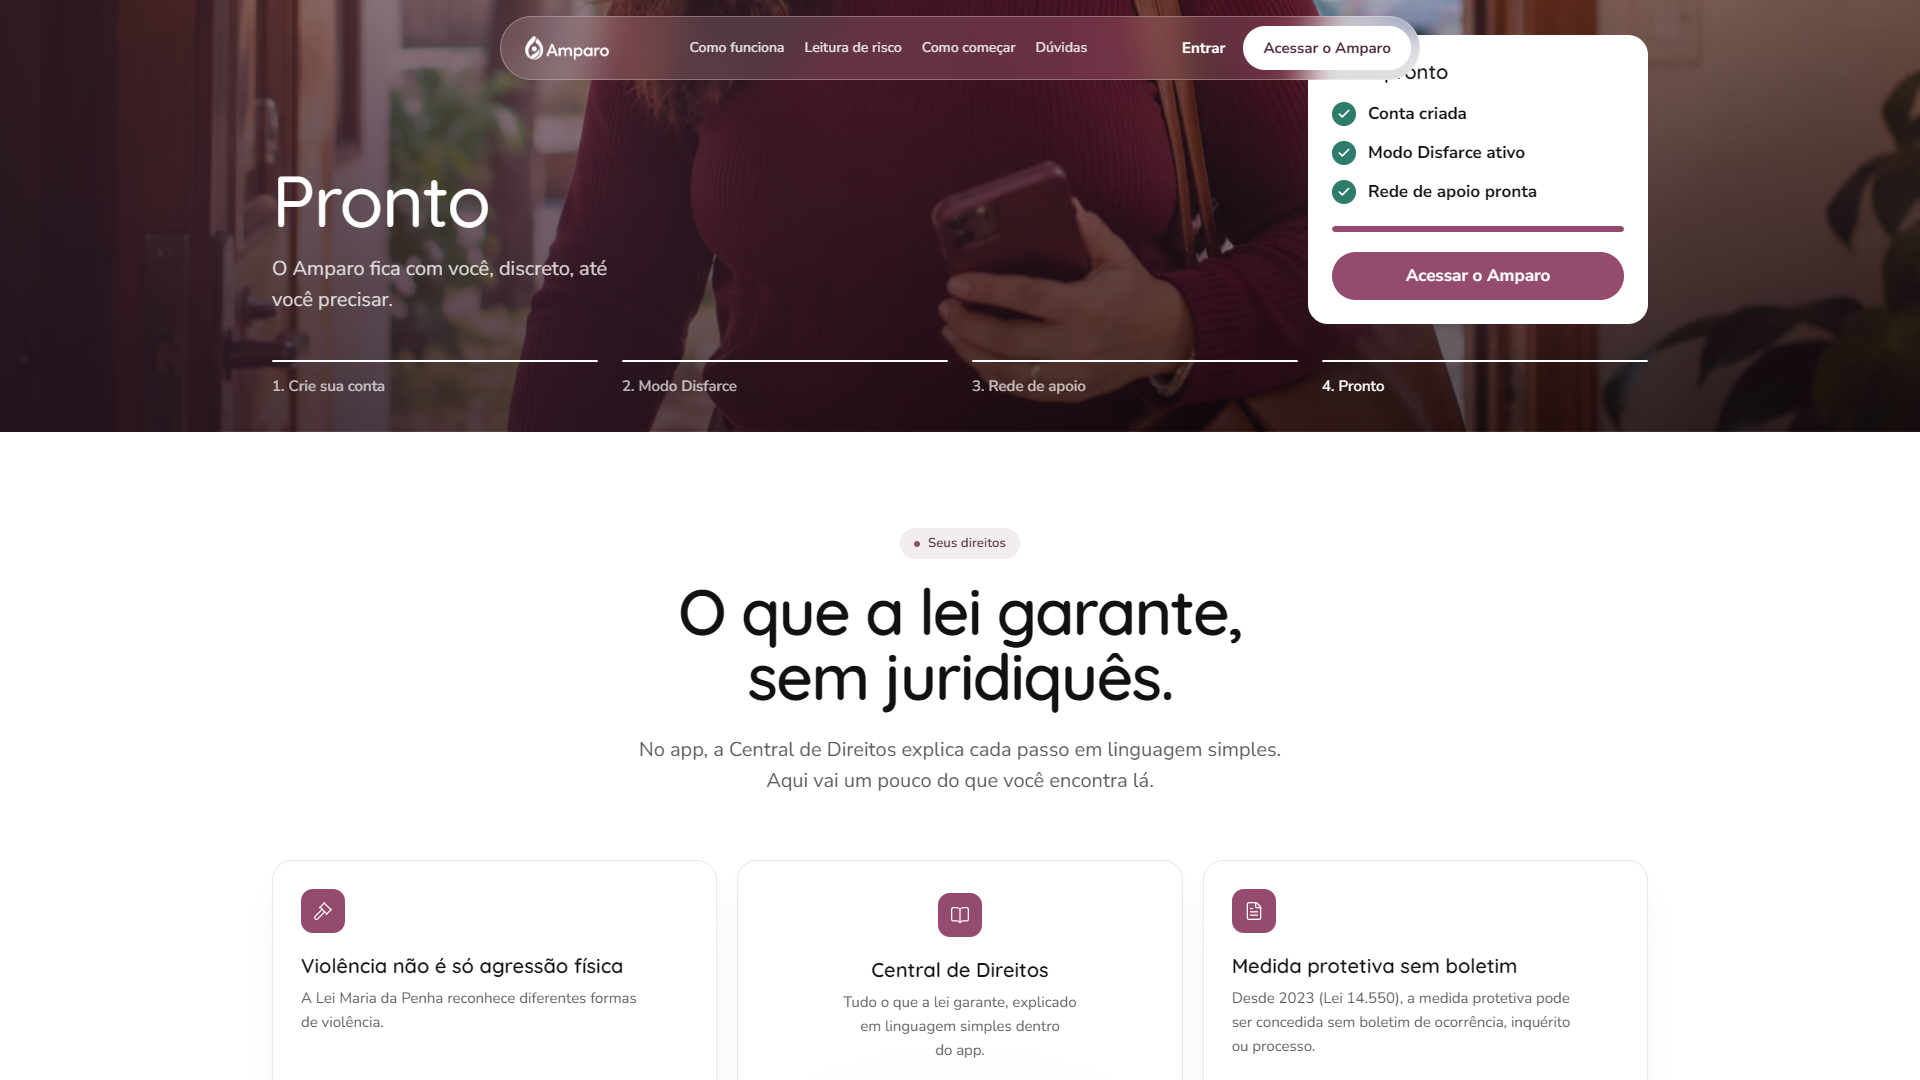 Amparo
Como funciona
Leitura de risco
Como começar
Dúvidas
Entrar
Acessar o Amparo
pronto
Conta criada
Modo Disfarce ativo
Rede de apoio pronta
Acessar o Amparo
Pronto
O Amparo fica com você, discreto, até
você precisar.
1. Crie sua conta
2. Modo Disfarce
3. Rede de apoio
4. Pronto
Seus direitos
O que a lei garante,
sem juridiquês.
No app, a Central de Direitos explica cada passo em linguagem simples.
Aqui vai um pouco do que você encontra lá.
Violência não é só agressão física
A Lei Maria da Penha reconhece diferentes formas
de violência.
Central de Direitos
Tudo o que a lei garante, explicado
em linguagem simples dentro
do app.
Medida protetiva sem boletim
Desde 2023 (Lei 14.550), a medida protetiva pode
ser concedida sem boletim de ocorrência, inquérito
ou processo.